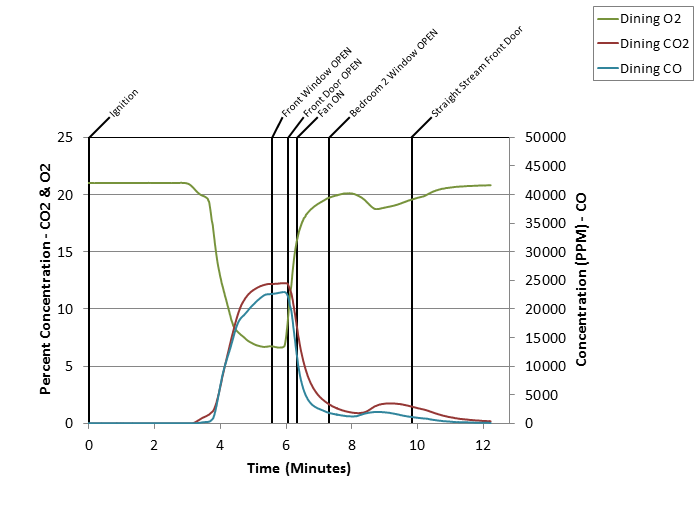 Dining O2
Dining CO2
Dining CO
Ignition
Front Window OPEN
Front Door OPEN
Fan ON
Bedroom 2 Window OPEN
Straight Stream Front Door
Percent Concentration - CO2 & O2
25
20
15
10
5
0
50000
45000
40000
35000
30000
25000
20000
15000
10000
5000
0
Concentration (PPM) - CO
0 2 4 6 8 10 12
Time (Minutes)